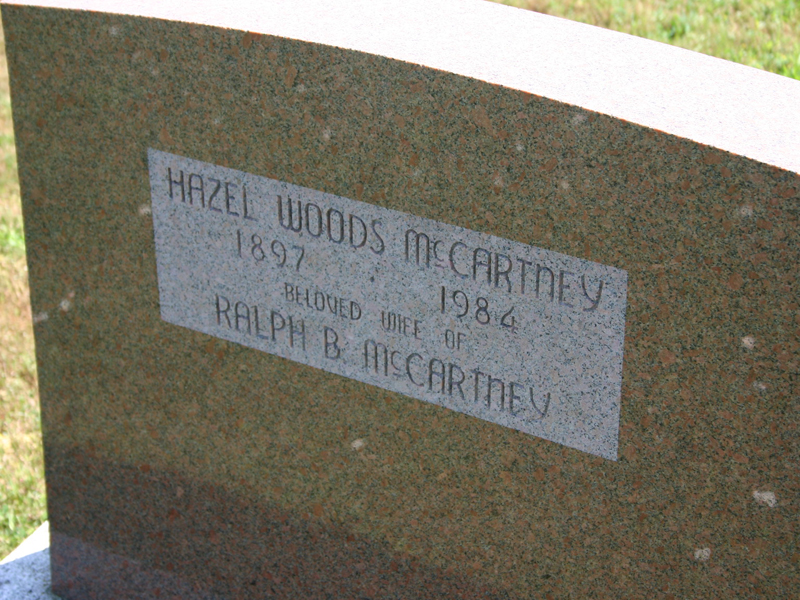 HAZEL WOODS McCARTNEY
1897 . 1984
BELOVED WIFE OF
RALPH B. McCARTNEY